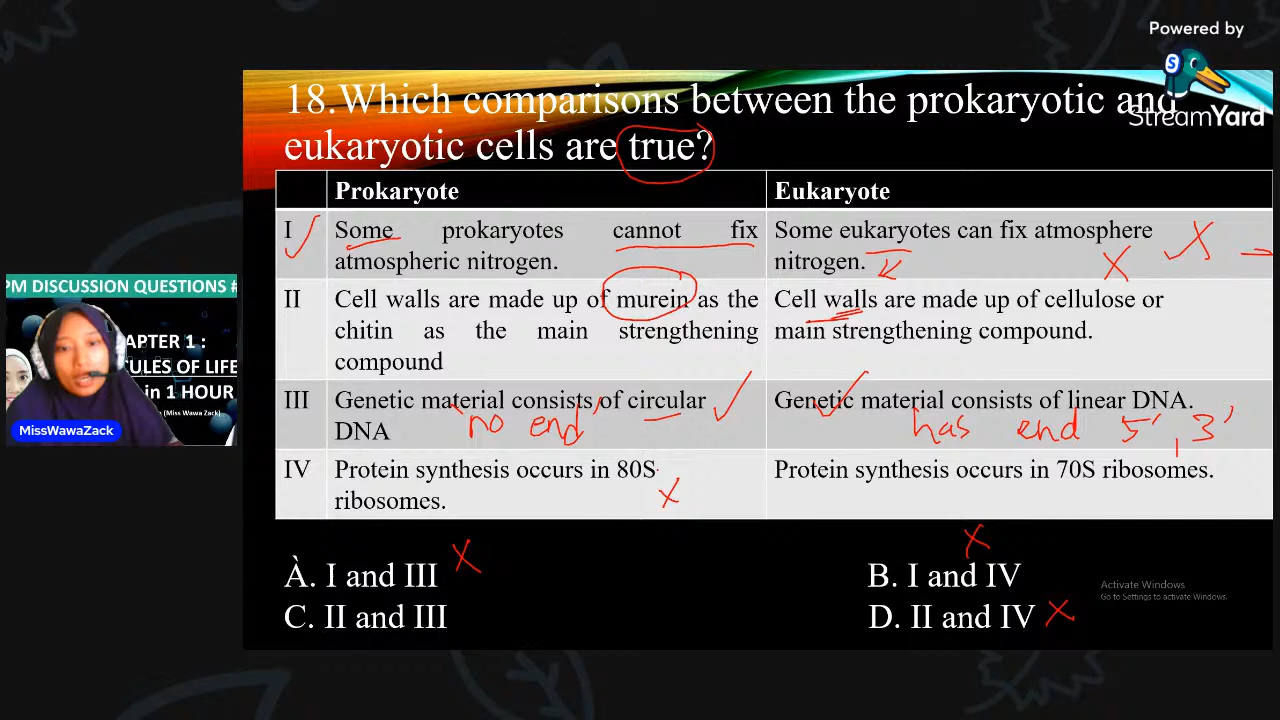 Powered by
StreamYard
18.Which comparisons between the prokaryotic and
eukaryotic cells are true?
Prokaryote
Eukaryote
I
Some prokaryotes cannot fix
atmospheric nitrogen.
Some eukaryotes can fix atmosphere
nitrogen.
II
Cell walls are made up of murein as the
chitin as the main strengthening
compound
Cell walls are made up of cellulose or
main strengthening compound.
III
Genetic material consists of circular
DNA
'no end'
Genetic material consists of linear DNA.
has end 5', 3'
IV
Protein synthesis occurs in 80S
ribosomes.
Protein synthesis occurs in 70S ribosomes.
À. I and III
B. I and IV
C. II and III
D. II and IV
PM DISCUSSION QUESTIONS #
APTER 1 :
CULES OF LIFE
in 1 HOUR
(Miss Wawa Zack)
MissWawaZack
Activate Windows
Go to Settings to activate Windows.